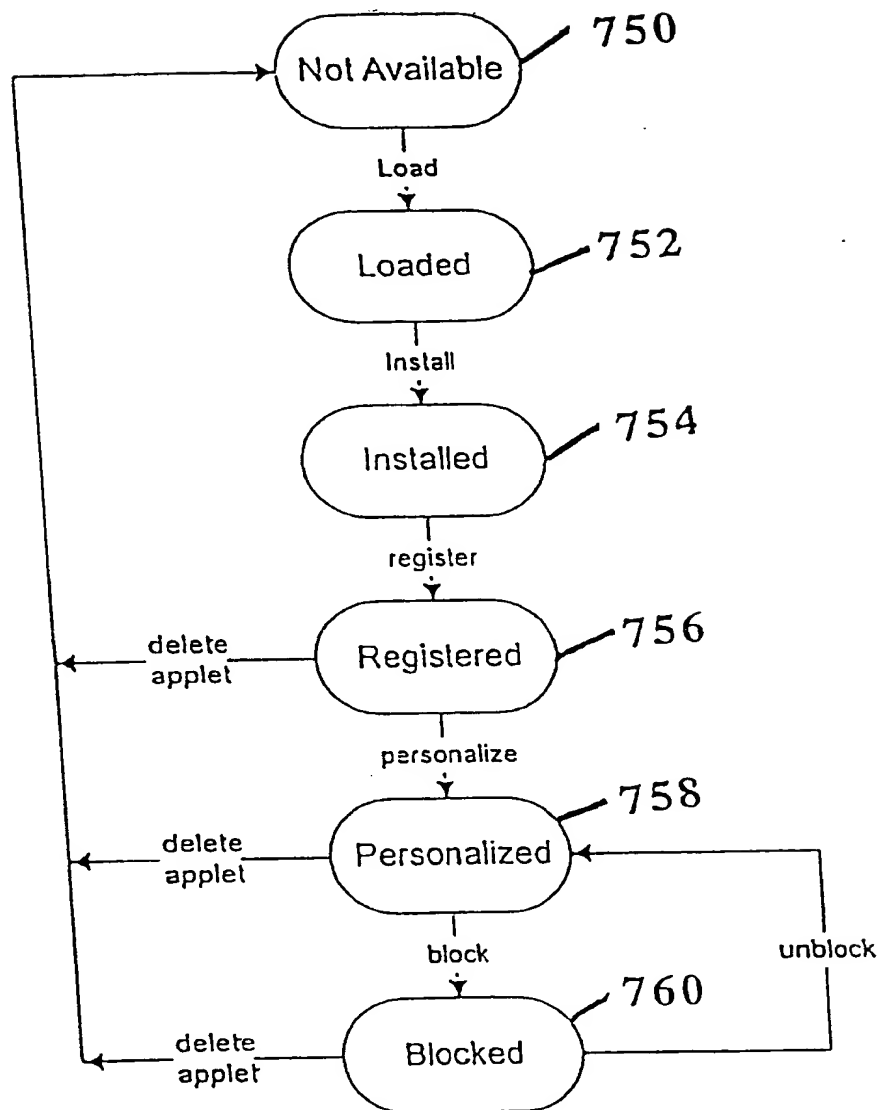 750
Not Available
Load
752
Loaded
Install
754
Installed
register
756
Registered
delete
applet
personalize
758
Personalized
delete
applet
block
unblock
760
Blocked
delete
applet